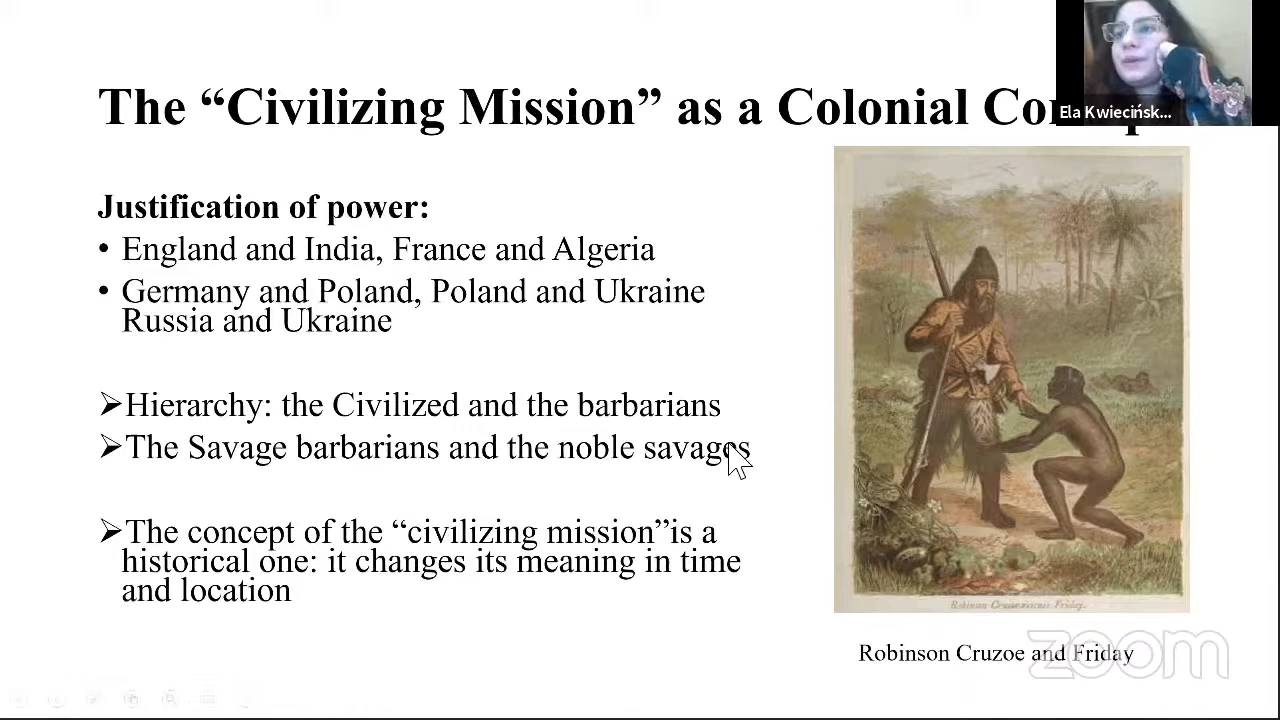 The “Civilizing Mission” as a Colonial
Ela Kwiecińsk...
Justification of power:
• England and India, France and Algeria
• Germany and Poland, Poland and Ukraine
Russia and Ukraine
➢Hierarchy: the Civilized and the barbarians
➢The Savage barbarians and the noble savages
➢The concept of the “civilizing mission”is a
historical one: it changes its meaning in time
and location
Robinson Cruzoe and Friday
zoom